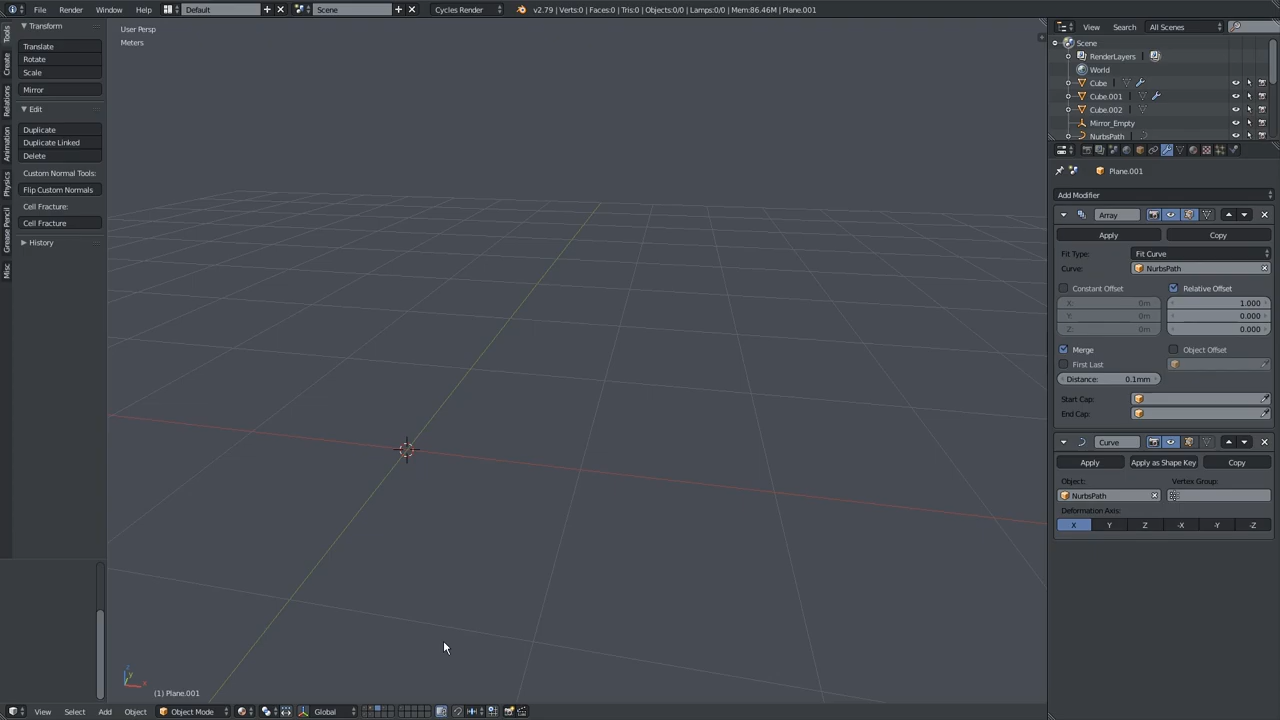 File Render Window Help Default Scene Cycles Render v2.79 | Verts:0 | Faces:0 | Tris:0 | Objects:0/0 | Lamps:0/0 | Mem:86.46M | Plane.001
Tools
Create
Relations
Animation
Physics
Grease Pencil
Misc
Transform
Translate
Rotate
Scale
Mirror
Edit
Duplicate
Duplicate Linked
Delete
Custom Normal Tools:
Flip Custom Normals
Cell Fracture:
Cell Fracture
History
User Persp
Meters
z
y
x
(1) Plane.001
View Select Add Object Object Mode Global
View Search All Scenes
Scene
RenderLayers
World
Cube
Cube.001
Cube.002
Mirror_Empty
NurbsPath
Plane.001
Add Modifier
Array
Apply Copy
Fit Type: Fit Curve
Curve: NurbsPath
Constant Offset Relative Offset
X: 0m 1.000
Y: 0m 0.000
Z: 0m 0.000
Merge Object Offset
First Last
Distance: 0.1mm
Start Cap:
End Cap:
Curve
Apply Apply as Shape Key Copy
Object: Vertex Group:
NurbsPath
Deformation Axis:
X Y Z -X -Y -Z